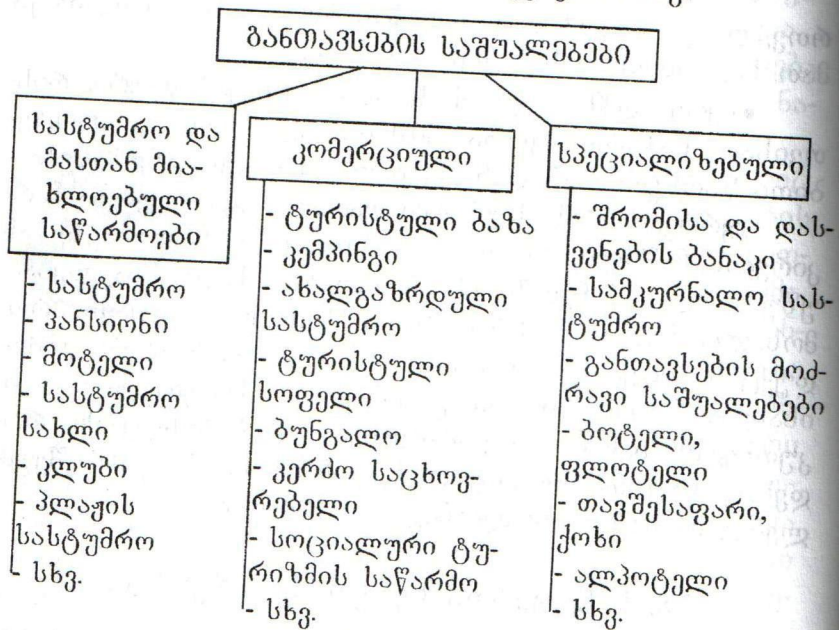 განთავსების საშუალებები
სასტუმრო და
მასთან მია-
ხლოებული
საწარმოები
- სასტუმრო
- პანსიონი
- მოტელი
- სასტუმრო
სახლი
- კლუბი
- პლაჟის
სასტუმრო
- სხვ.
კომერციული
- ტურისტული ბაზა
- კემპინგი
- ახალგაზრდული
სასტუმრო
- ტურისტული
სოფელი
- ბუნგალო
- კერძო საცხოვ-
რებელი
- სოციალური ტუ-
რიზმის საწარმო
- სხვ.
სპეციალიზებული
- შრომისა და დას-
ვენების ბანაკი
- სამკურნალო სას-
ტუმრო
- განთავსების მოძ-
რავი საშუალებები
- ბოტელი,
ფლოტელი
- თავშესაფარი,
ქოხი
- ალპოტელი
- სხვ.